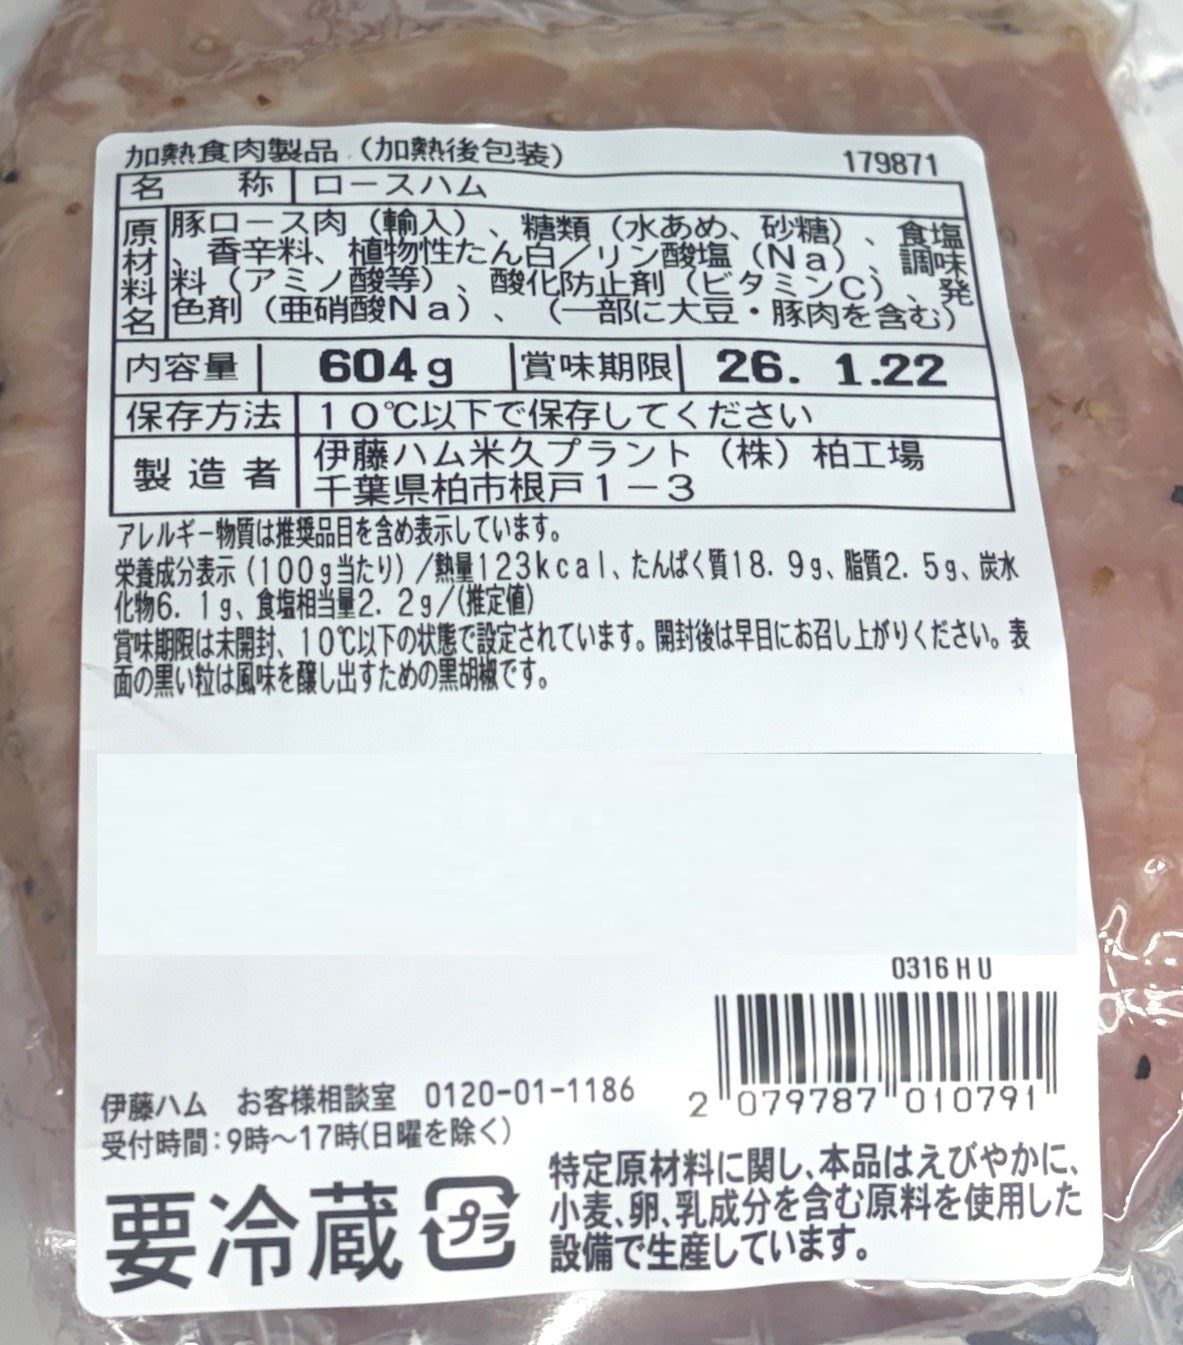 加熱食肉製品 (加熱後包装) 179871
名称 ロースハム
原材料名 豚ロース肉（輸入）、糖類（水あめ、砂糖）、食塩
、香辛料、植物性たん白／リン酸塩（Na）、調味
料（アミノ酸等）、酸化防止剤（ビタミンC）、発
色剤（亜硝酸Na）、（一部に大豆・豚肉を含む）
内容量 604g 賞味期限 26. 1.22
保存方法 10℃以下で保存してください
製造者 伊藤ハム米久プラント（株）柏工場
千葉県柏市根戸1－3
アレルギー物質は推奨品目を含め表示しています。
栄養成分表示(100g当たり)/熱量123kcal、たんぱく質18.9g、脂質2.5g、炭水
化物6.1g、食塩相当量2.2g/(推定値)
賞味期限は未開封、10℃以下の状態で設定されています。開封後は早目にお召し上がりください。表
面の黒い粒は風味を醸し出すための黒胡椒です。
0316HU
2 079787 010791
伊藤ハム お客様相談室 0120-01-1186
受付時間:9時～17時(日曜を除く)
要冷蔵 プラ
特定原材料に関し、本品はえびやかに、
小麦、卵、乳成分を含む原料を使用した
設備で生産しています。